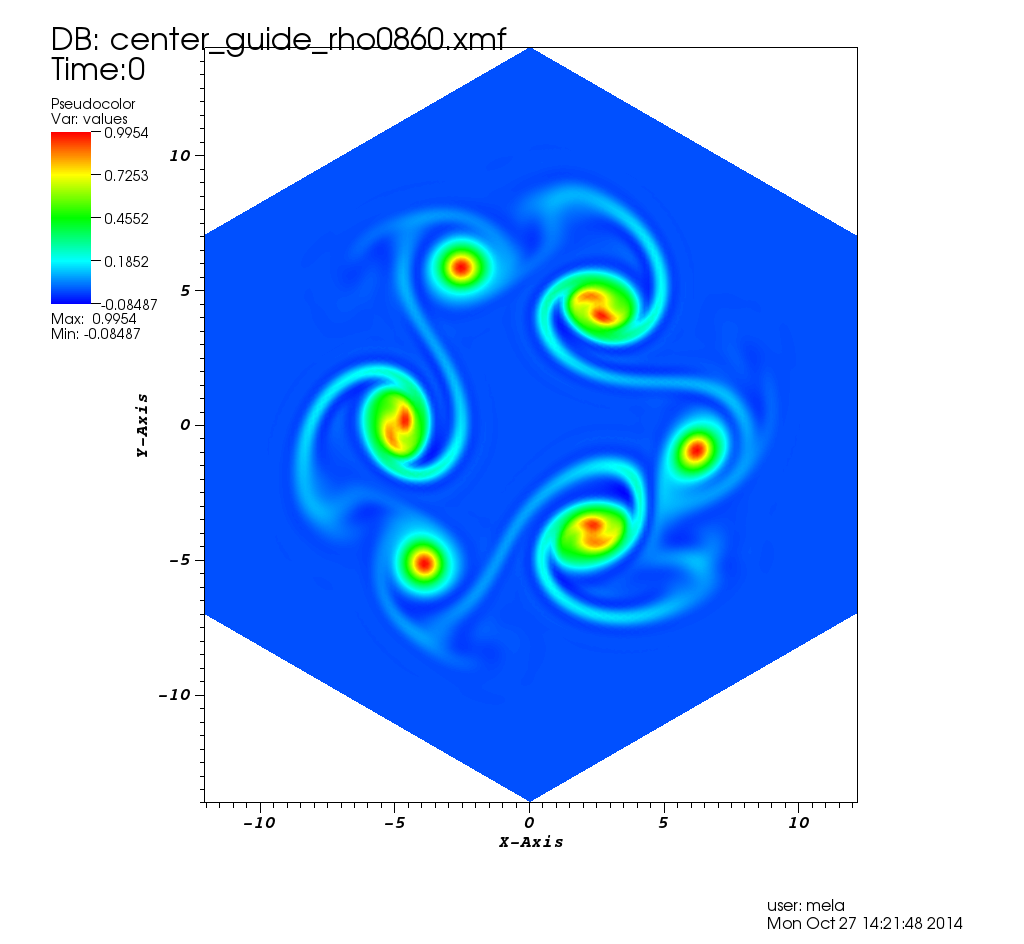 DB: center_guide_rho0860.xmf
Time:0
Pseudocolor
Var: values
0.9954
0.7253
0.4552
0.1852
-0.08487
Max: 0.9954
Min: -0.08487
10
5
0
-5
-10
Y-Axis
-10 -5 0 5 10
X-Axis
user: mela
Mon Oct 27 14:21:48 2014